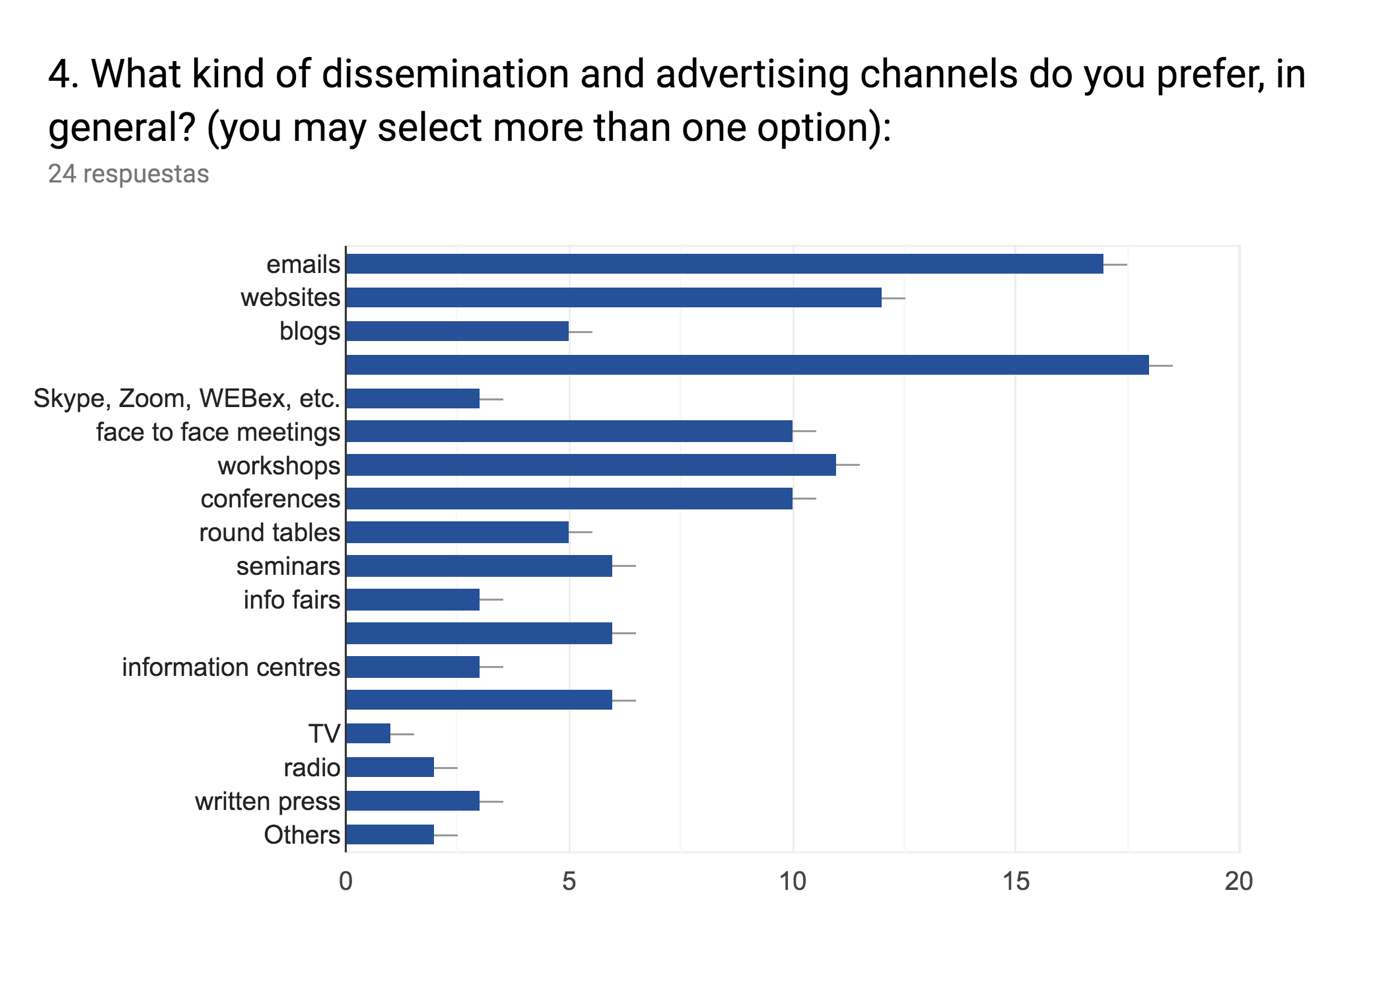 4. What kind of dissemination and advertising channels do you prefer, in
general? (you may select more than one option):
24 respuestas
emails
websites
blogs
Skype, Zoom, WEBex, etc.
face to face meetings
workshops
conferences
round tables
seminars
info fairs
information centres
TV
radio
written press
Others
0 5 10 15 20